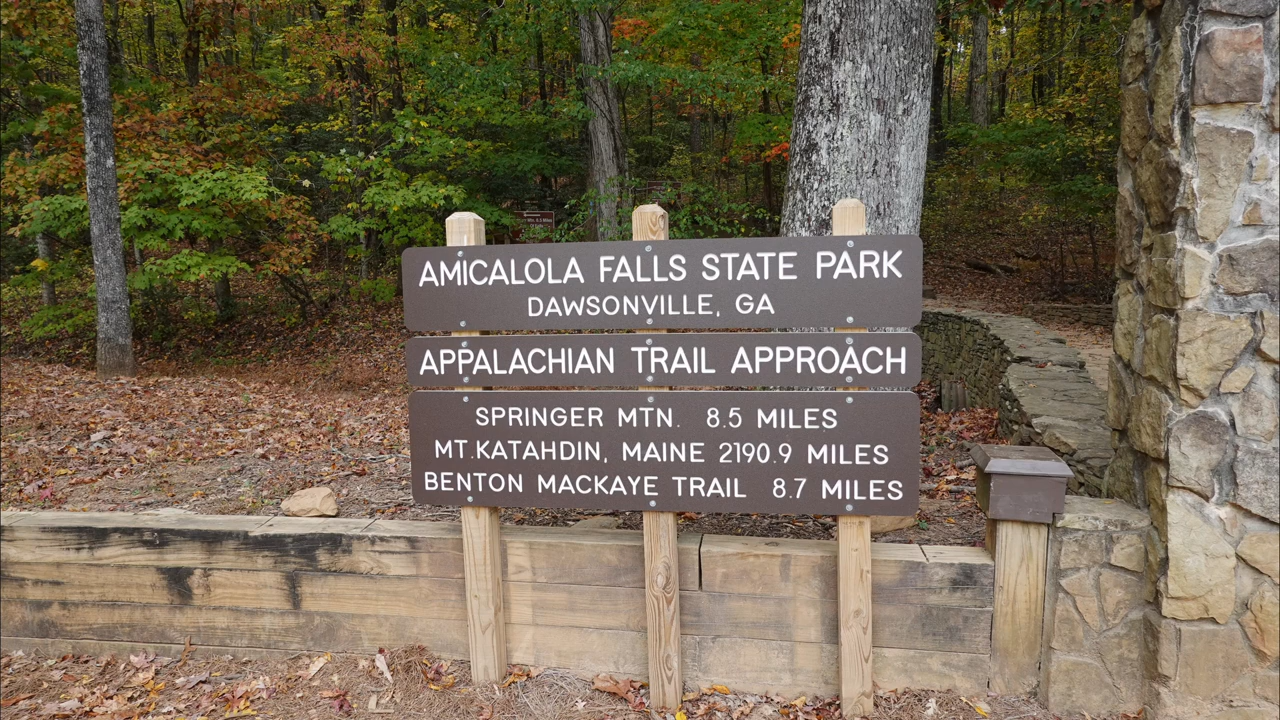 AMICALOLA FALLS STATE PARK
DAWSONVILLE, GA
APPALACHIAN TRAIL APPROACH
SPRINGER MTN. 8.5 MILES
MT.KATAHDIN, MAINE 2190.9 MILES
BENTON MACKAYE TRAIL 8.7 MILES